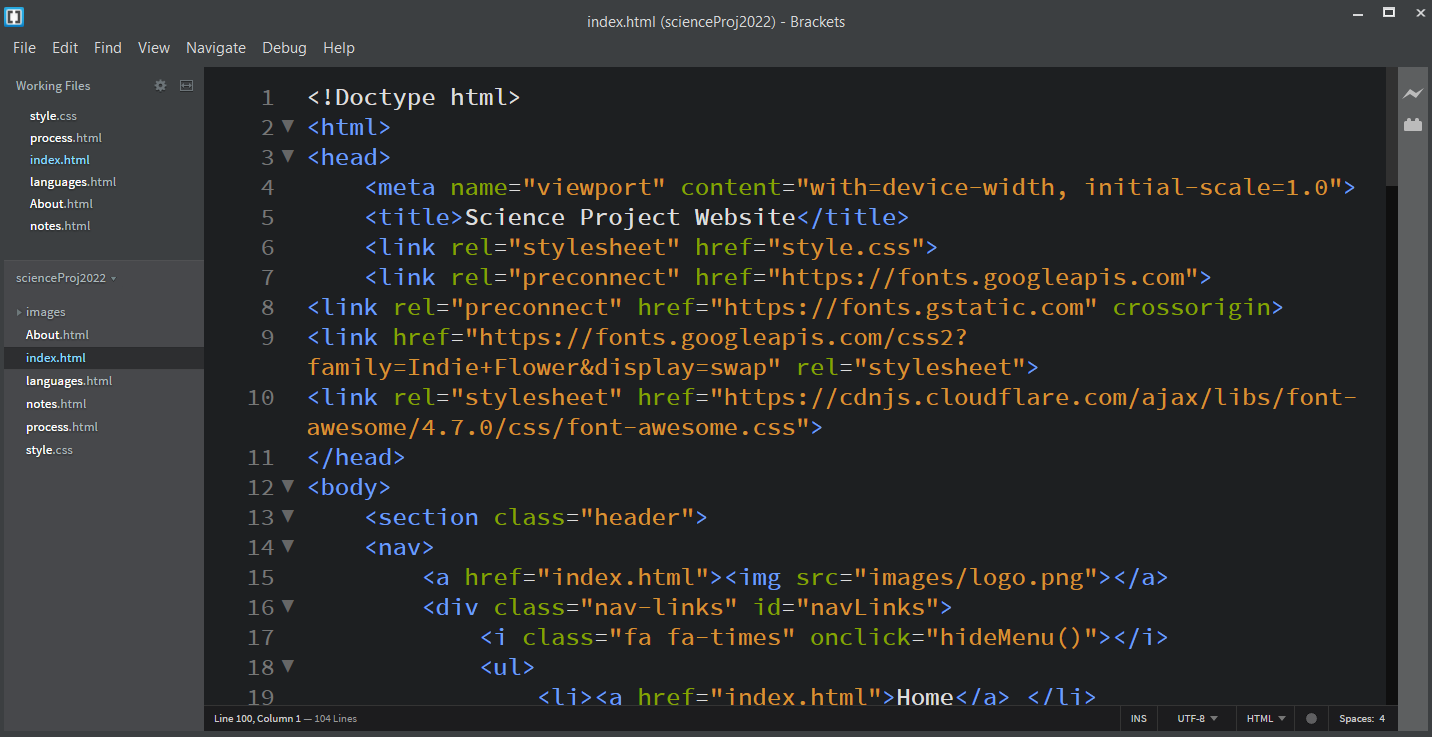 index.html (scienceProj2022) - Brackets
File Edit Find View Navigate Debug Help
Working Files
style.css
process.html
index.html
languages.html
About.html
notes.html
scienceProj2022
images
About.html
index.html
languages.html
notes.html
process.html
style.css
1 <!Doctype html>
2 <html>
3 <head>
4 <meta name="viewport" content="with=device-width, initial-scale=1.0">
5 <title>Science Project Website</title>
6 <link rel="stylesheet" href="style.css">
7 <link rel="preconnect" href="https://fonts.googleapis.com">
8 <link rel="preconnect" href="https://fonts.gstatic.com" crossorigin>
9 <link href="https://fonts.googleapis.com/css2?
family=Indie+Flower&display=swap" rel="stylesheet">
10 <link rel="stylesheet" href="https://cdnjs.cloudflare.com/ajax/libs/font-
awesome/4.7.0/css/font-awesome.css">
11 </head>
12 <body>
13 <section class="header">
14 <nav>
15 <a href="index.html"><img src="images/logo.png"></a>
16 <div class="nav-links" id="navLinks">
17 <i class="fa fa-times" onclick="hideMenu()"></i>
18 <ul>
19 <li><a href="index.html">Home</a> </li>
Line 100, Column 1 — 104 Lines INS UTF-8 HTML Spaces: 4